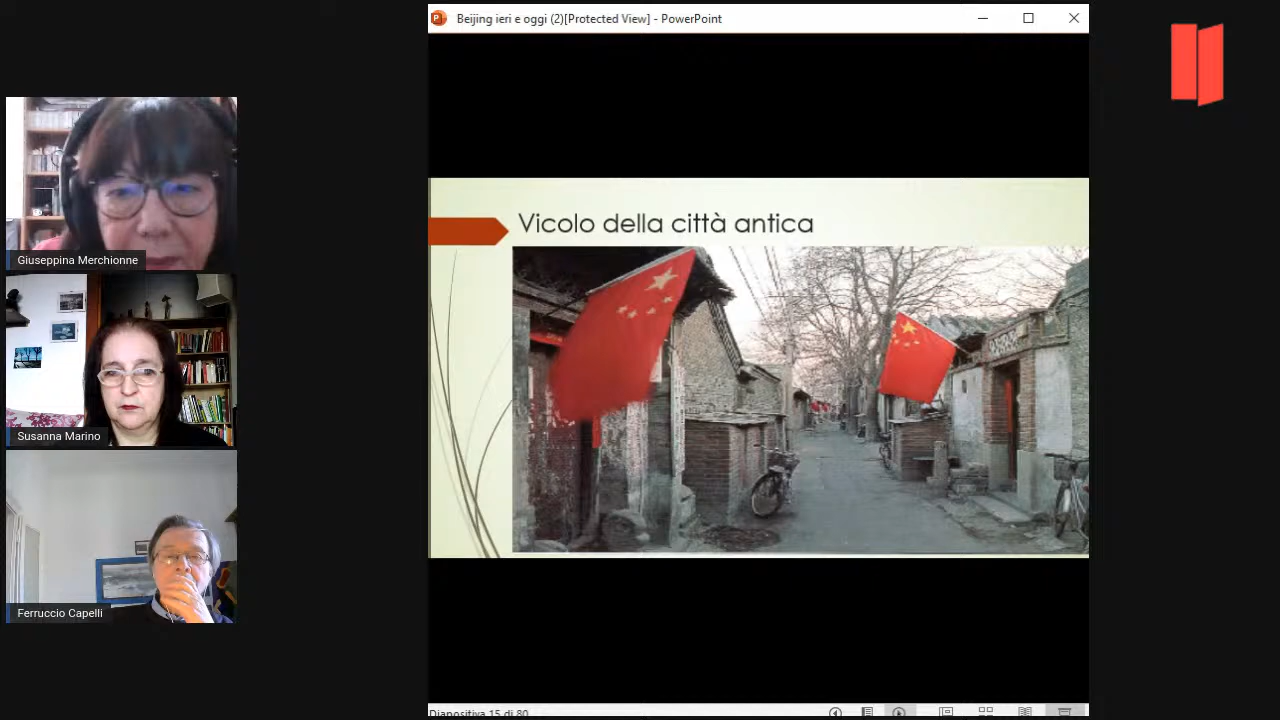 Beijing ieri e oggi (2)[Protected View] - PowerPoint
Giuseppina Merchionne
Susanna Marino
Ferruccio Capelli
Vicolo della città antica
Diapositiva 15 di 80